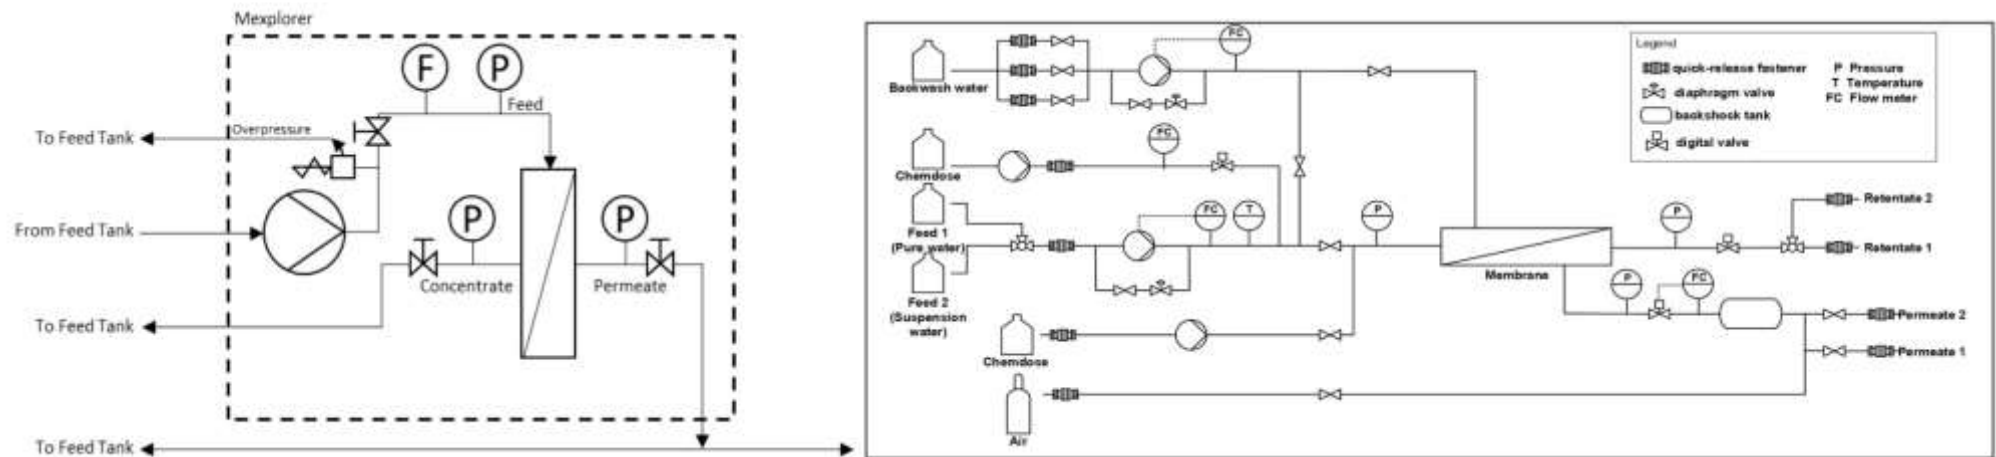 Mexplorer
F
P
Feed
To Feed Tank
Overpressure
From Feed Tank
P
P
Concentrate
Permeate
To Feed Tank
To Feed Tank
FC
Backwash water
FC
Chemdose
Feed 1
(Pure water)
FC
T
P
Feed 2
(Suspension
water)
Chemdose
Air
Membrane
P
Retentate 2
Retentate 1
P
FC
Permeate 2
Permeate 1
Legend
quick-release fastener
diaphragm valve
backshock tank
digital valve
P Pressure
T Temperature
FC Flow meter